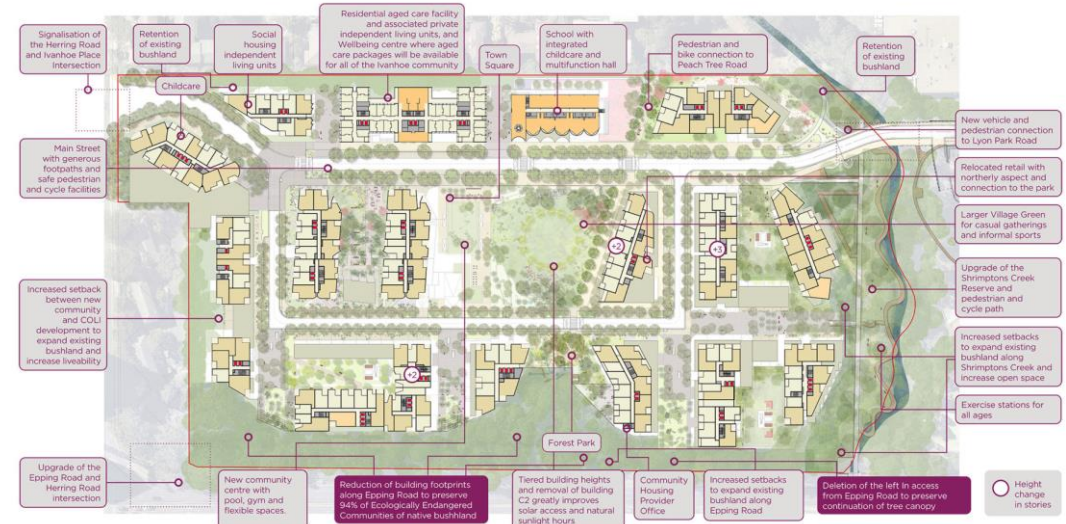 Signalisation of
the Herring Road
and Ivanhoe Place
Intersection
Retention
of existing
bushland
Childcare
Social
housing
independent
living units
Residential aged care facility
and associated private
independent living units, and
Wellbeing centre where aged
care packages will be available
for all of the Ivanhoe community
Town
Square
School with
integrated
childcare and
multifunction hall
Pedestrian and
bike connection to
Peach Tree Road
Retention
of existing
bushland
Main Street
with generous
footpaths and
safe pedestrian
and cycle facilities
New vehicle and
pedestrian connection
to Lyon Park Road
Relocated retail with
northerly aspect and
connection to the park
Larger Village Green
for casual gatherings
and informal sports
+2
+3
Increased setback
between new
community
and COLI
development to
expand existing
bushland and
increase liveability
Upgrade of the
Shrimptons Creek
Reserve and
pedestrian and
cycle path
Increased setbacks
to expand existing
bushland along
Shrimptons Creek and
increase open space
+2
Exercise stations for
all ages
Forest Park
Upgrade of the
Epping Road and
Herring Road
intersection
New community
centre with
pool, gym and
flexible spaces.
Reduction of building footprints
along Epping Road to preserve
94% of Ecologically Endangered
Communities of native bushhland
Tiered building heights
and removal of building
C2 greatly improves
solar access and natural
sunlight hours
Community
Housing
Provider
Office
Increased setbacks
to expand existing
bushland along
Epping Road
Deletion of the left In access
from Epping Road to preserve
continuation of tree canopy
Height
change
in stories